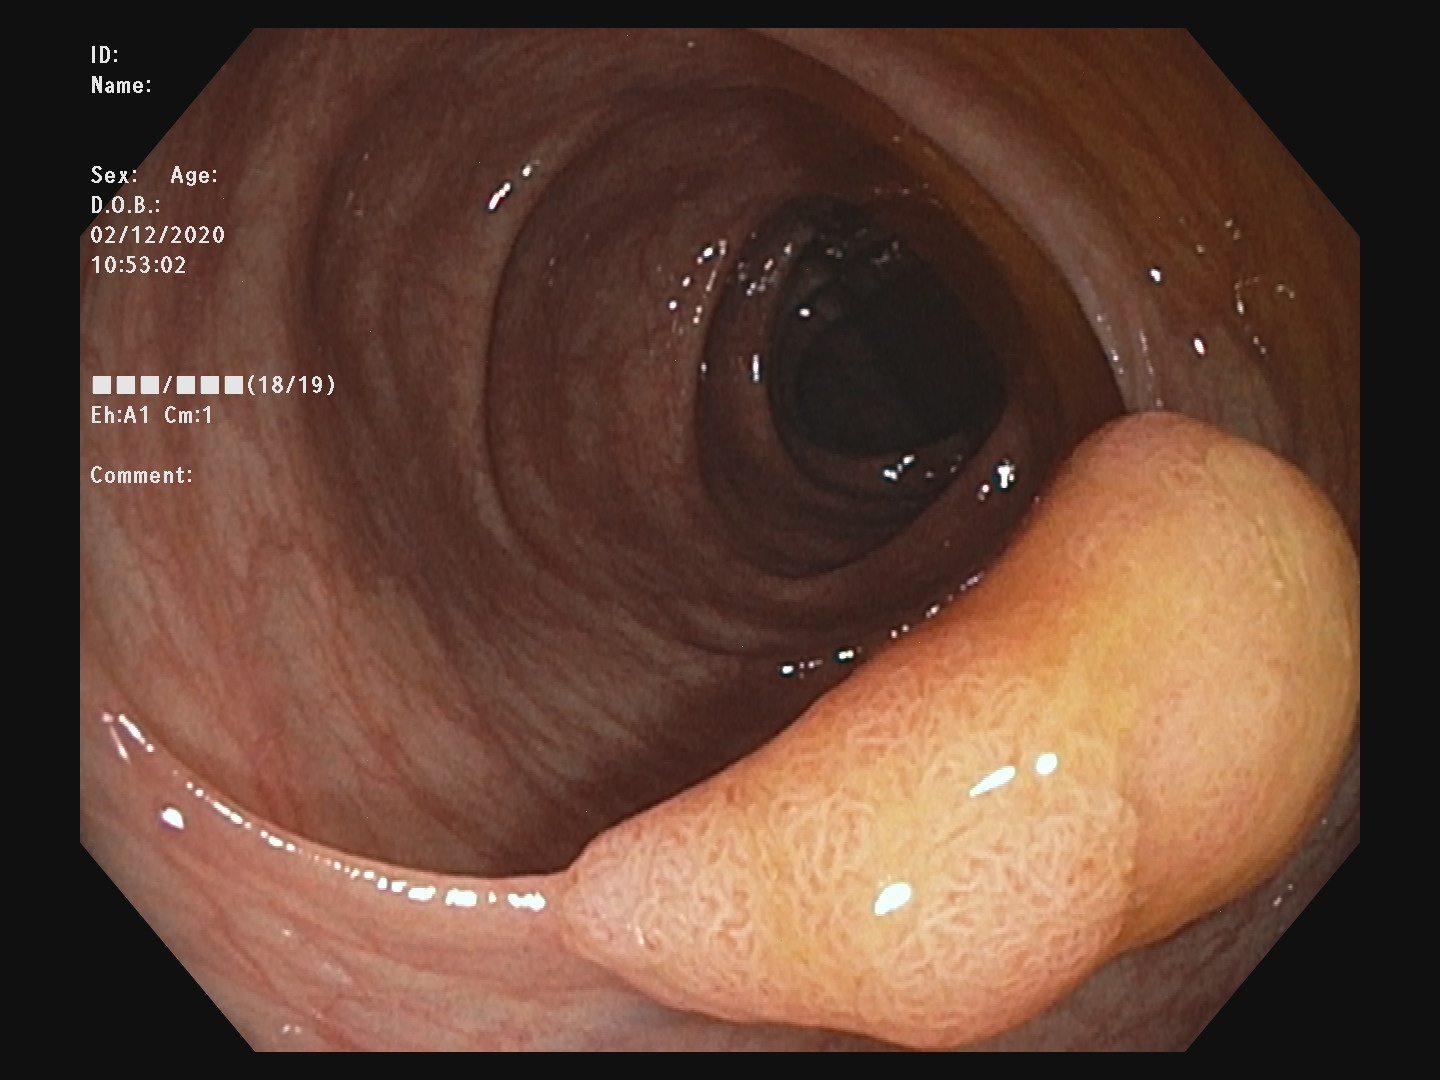 ID:
Name:
Sex: Age:
D.O.B.:
02/12/2020
10:53:02
■■■/■■■(18/19)
Eh:A1 Cm:1
Comment: